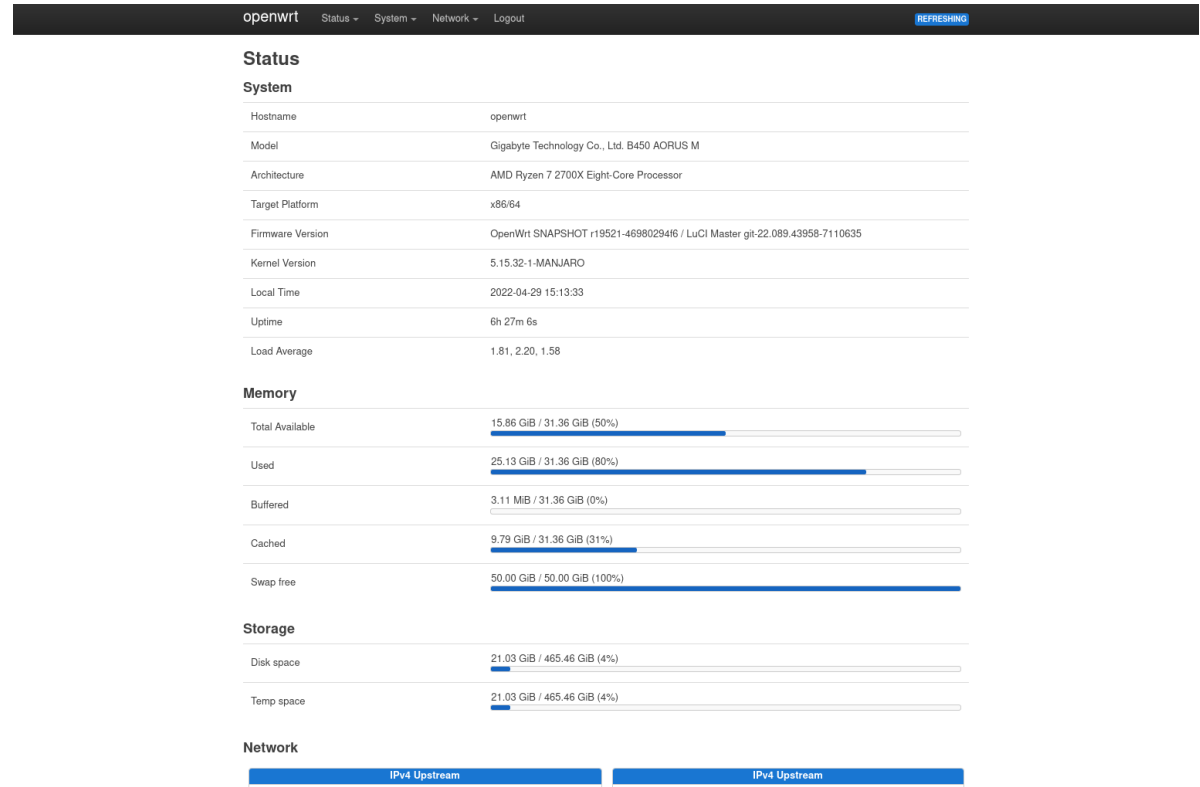 openwrt Status System Network Logout REFRESHING
Status
System
Hostname openwrt
Model Gigabyte Technology Co., Ltd. B450 AORUS M
Architecture AMD Ryzen 7 2700X Eight-Core Processor
Target Platform x86/64
Firmware Version OpenWrt SNAPSHOT r19521-46980294f6 / LuCI Master git-22.089.43958-7110635
Kernel Version 5.15.32-1-MANJARO
Local Time 2022-04-29 15:13:33
Uptime 6h 27m 6s
Load Average 1.81, 2.20, 1.58
Memory
Total Available 15.86 GiB / 31.36 GiB (50%)
Used 25.13 GiB / 31.36 GiB (80%)
Buffered 3.11 MiB / 31.36 GiB (0%)
Cached 9.79 GiB / 31.36 GiB (31%)
Swap free 50.00 GiB / 50.00 GiB (100%)
Storage
Disk space 21.03 GiB / 465.46 GiB (4%)
Temp space 21.03 GiB / 465.46 GiB (4%)
Network
IPv4 Upstream IPv4 Upstream